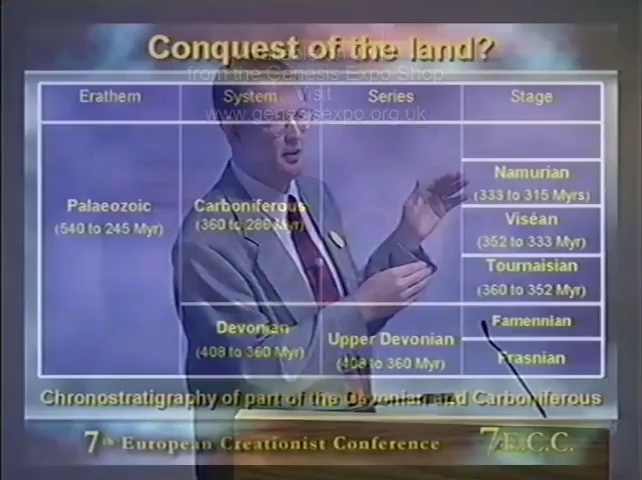 Conquest of the land?
from the Genesis Expo Shop
Visit
www.genesisexpo.org.uk
Erathem System Series Stage
Namurian
(333 to 315 Myrs)
Palaeozoic Carboniferous Viséan
(540 to 245 Myr) (360 to 286 Myr) (352 to 333 Myr)
Tournaisian
(360 to 352 Myr)
Devonian Upper Devonian Famennian
(408 to 360 Myr) (408 to 360 Myr) Frasnian
Chronostratigraphy of part of the Devonian and Carboniferous
7th European Creationist Conference 7E.C.C.